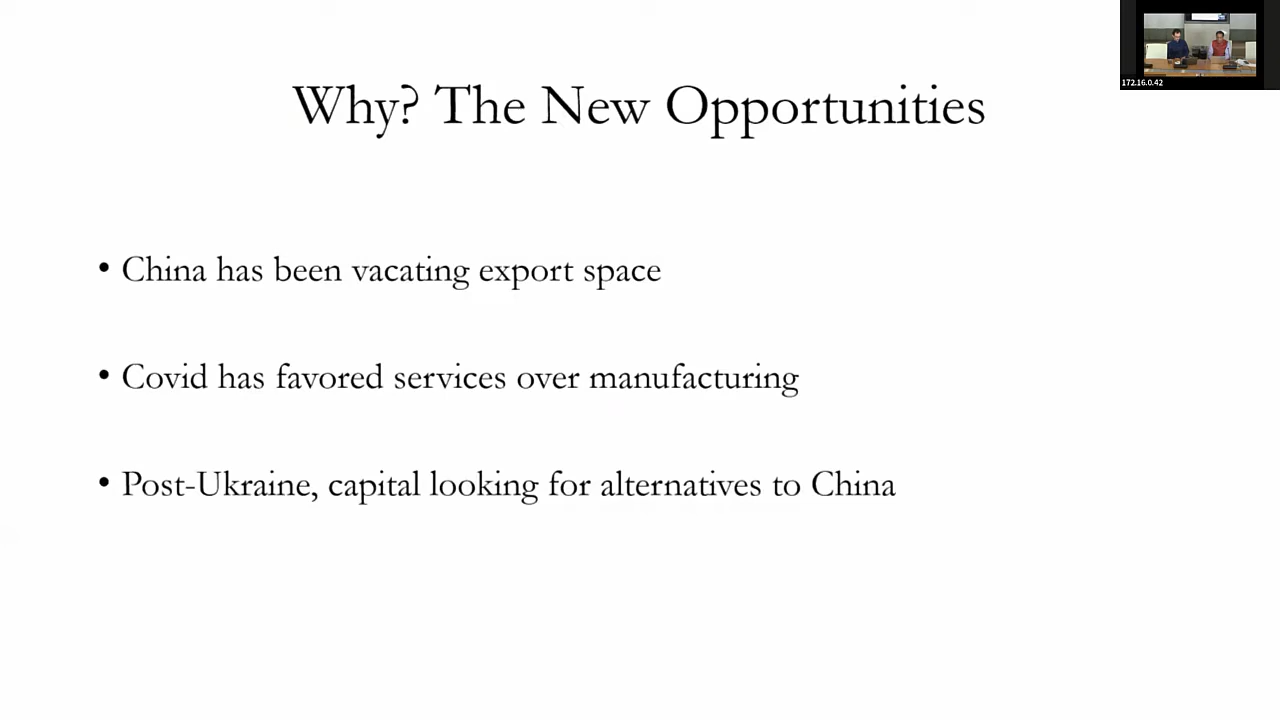 172.16.0.42
Why? The New Opportunities
• China has been vacating export space
• Covid has favored services over manufacturing
• Post-Ukraine, capital looking for alternatives to China